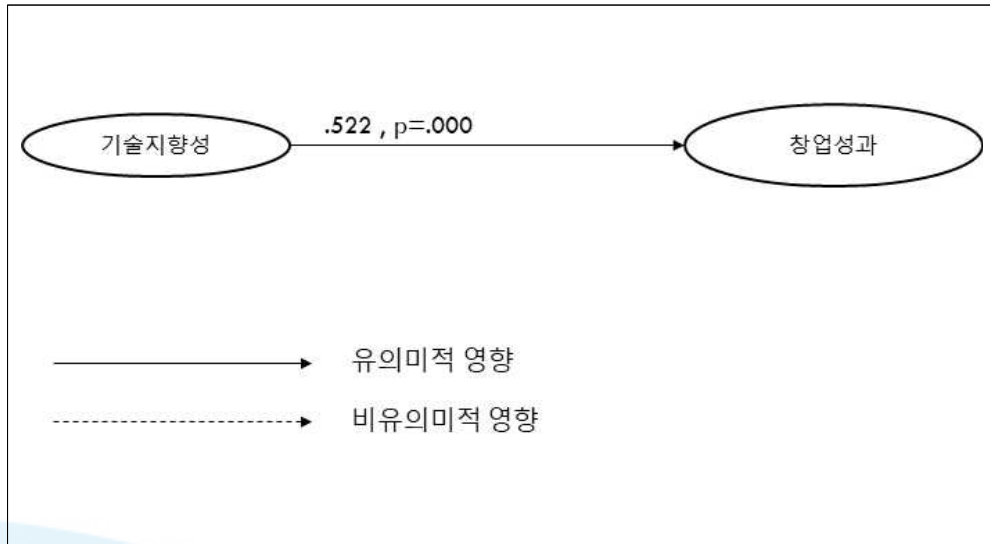 .522 , p=.000
기술지향성
창업성과
유의미적 영향
비유의미적 영향